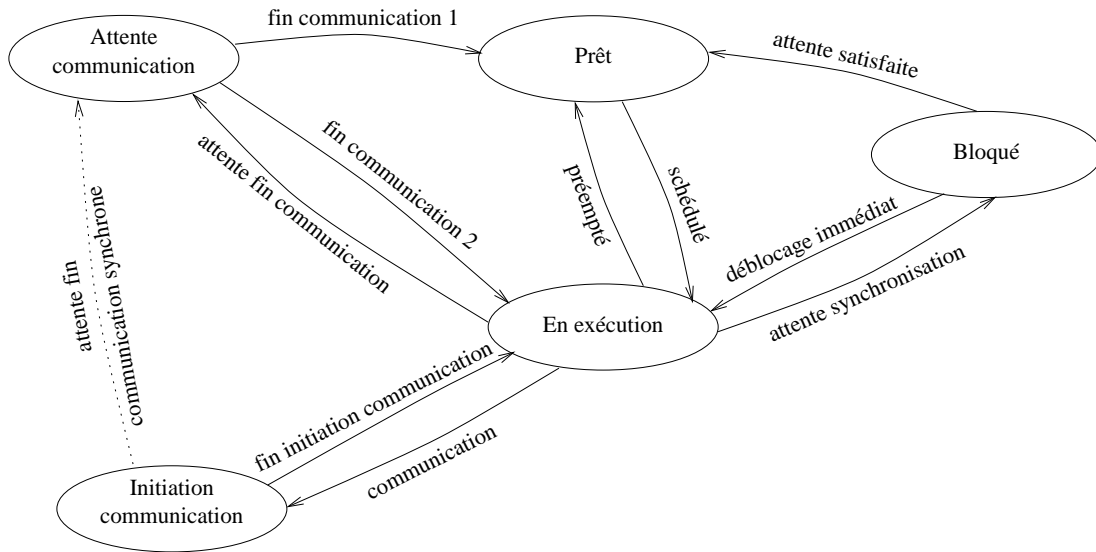 fin communication 1
Attente
communication
Prêt
attente satisfaite
Bloqué
fin communication 2
attente fin communication
préempté
schédulé
déblocage immédiat
attente synchronisation
attente fin
communication synchrone
En exécution
fin initiation communication
communication
Initiation
communication